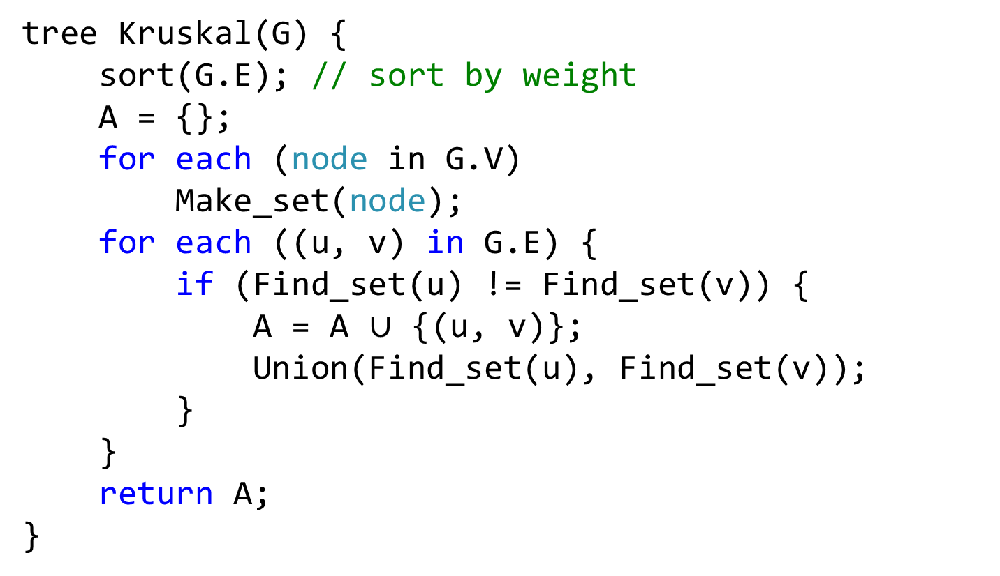 tree Kruskal(G) {
    sort(G.E); // sort by weight
    A = {};
    for each (node in G.V)
        Make_set(node);
    for each ((u, v) in G.E) {
        if (Find_set(u) != Find_set(v)) {
            A = A ∪ {(u, v)};
            Union(Find_set(u), Find_set(v));
        }
    }
    return A;
}